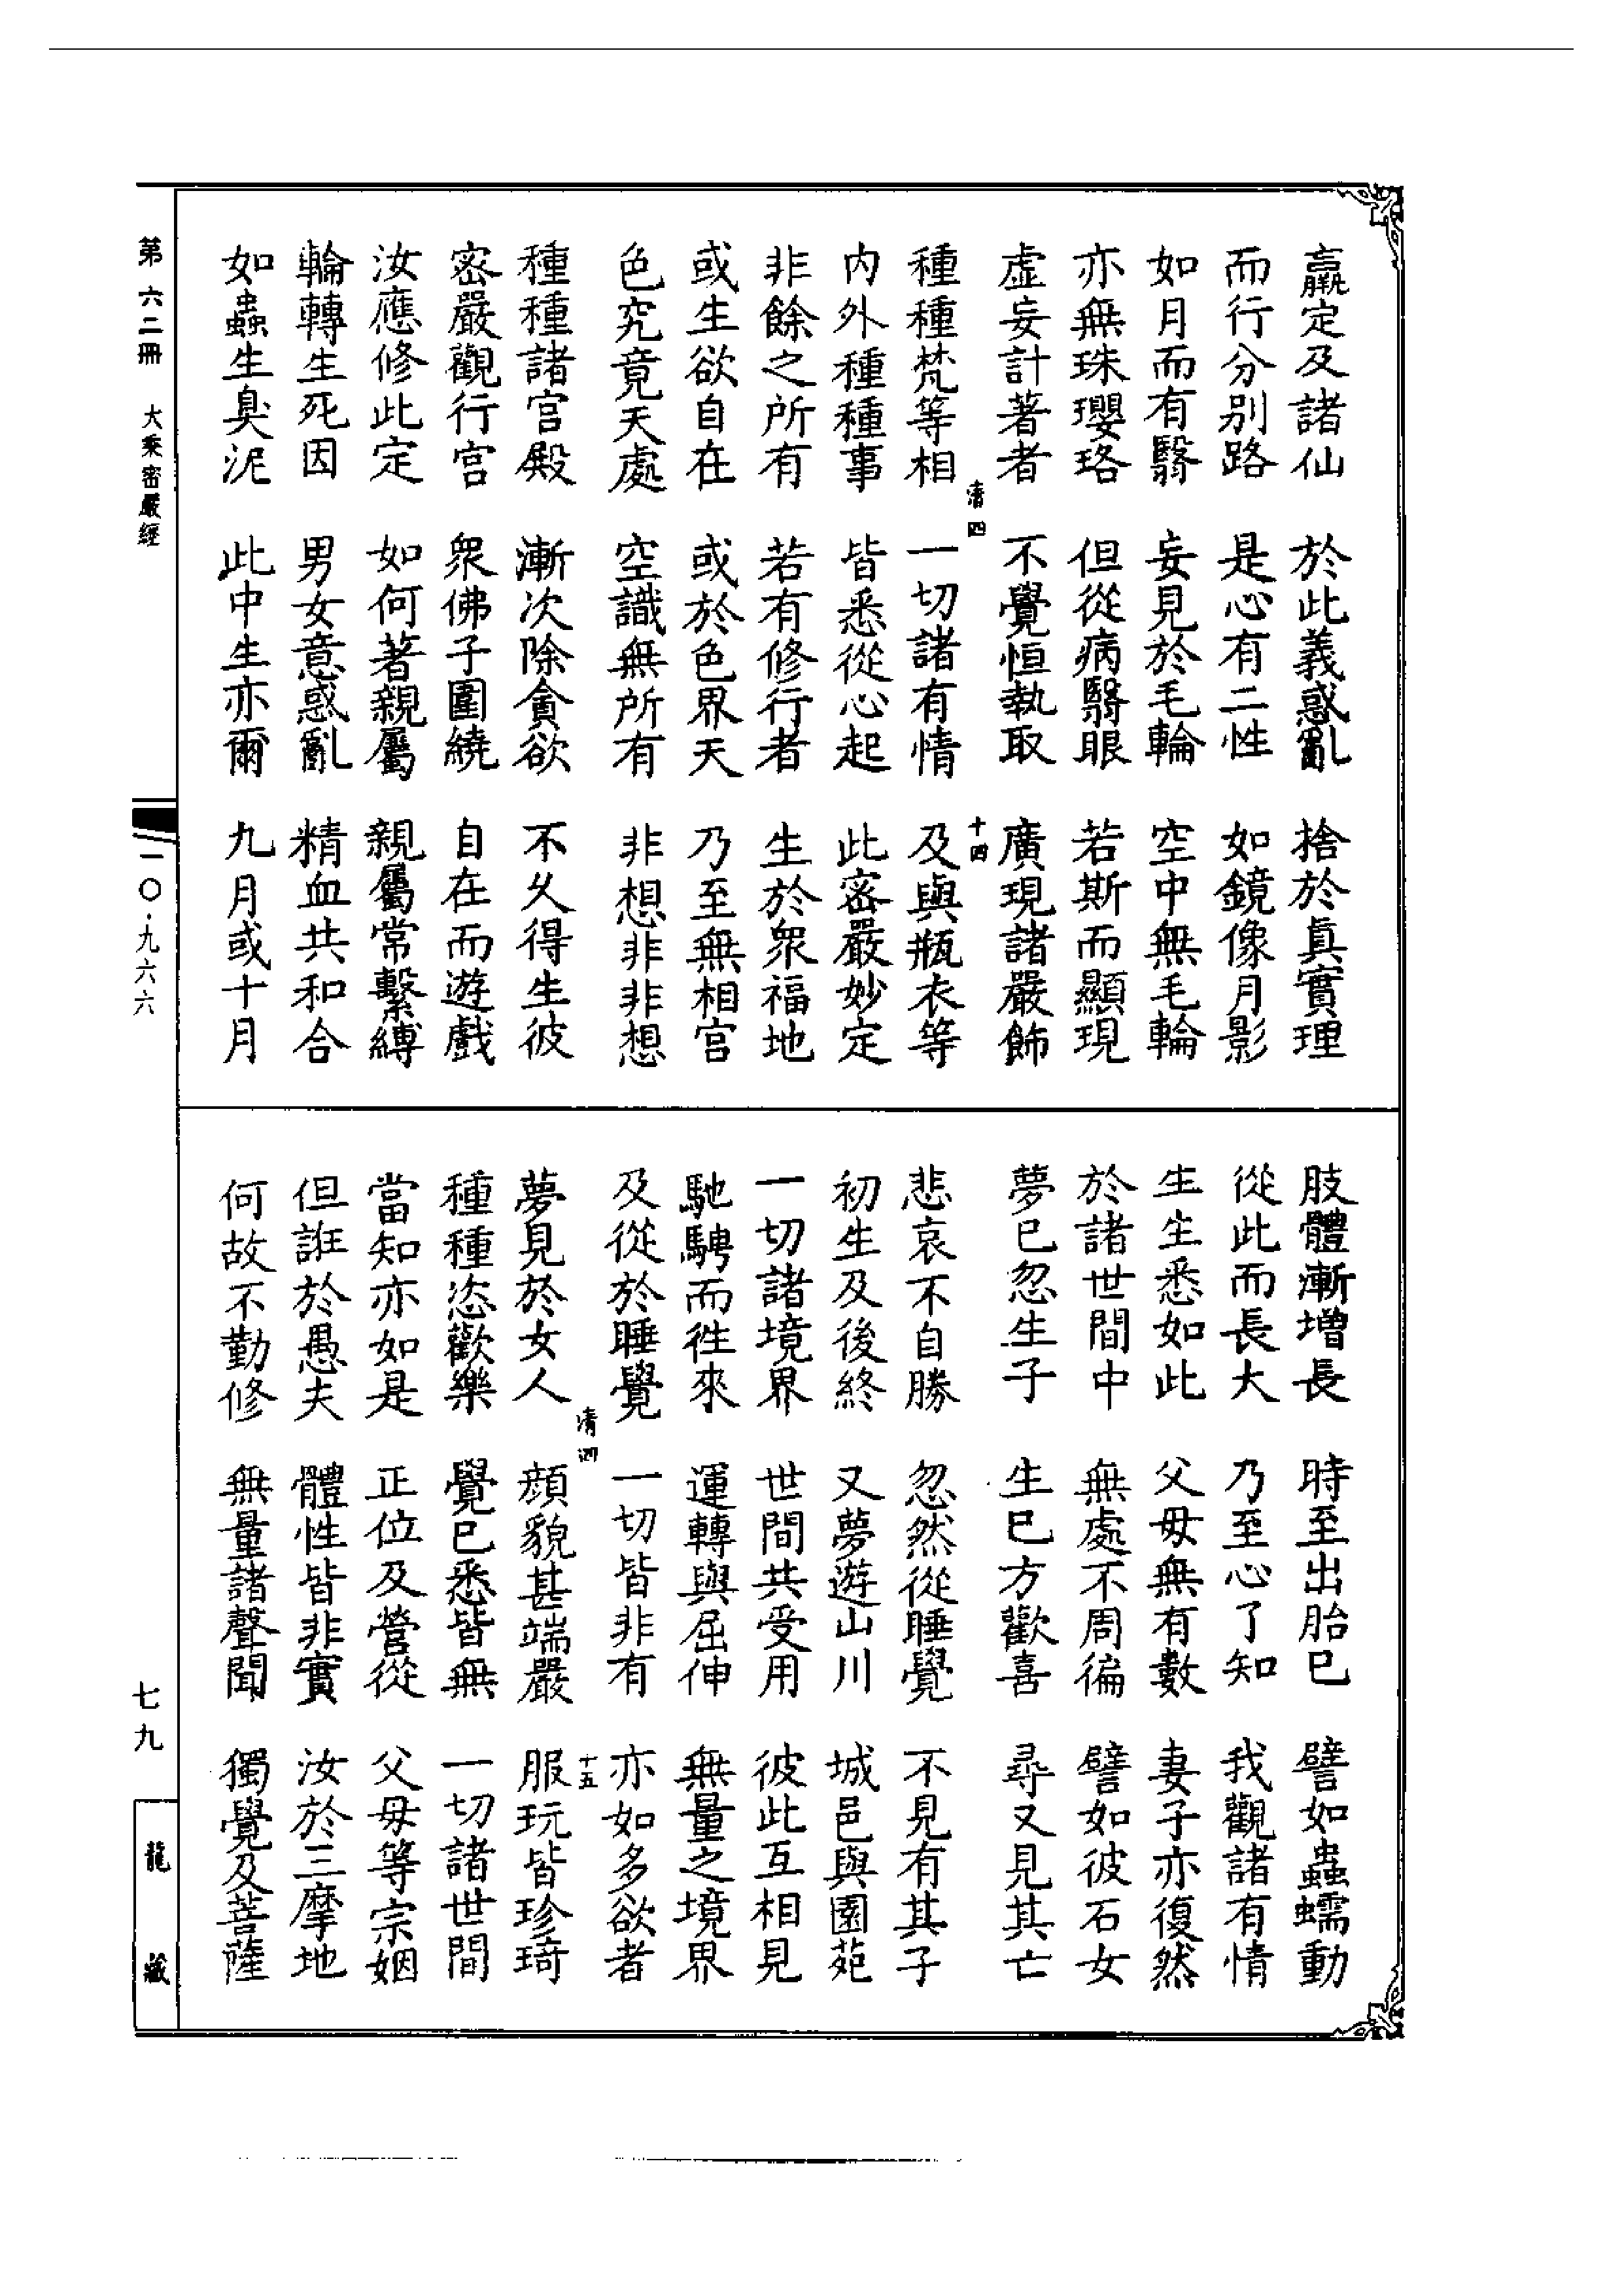 羸定及諸仙　於此義惑亂　捨於真實理
而行分別路　是心有二性　如鏡像月影
如月而有翳　妄見於毛輪　空中無毛輪
亦無珠瓔珞　但從病翳眼　若斯而顯現
虛妄計著者　不覺恒執取　廣現諸嚴飾
清四　十四
種種梵等相　一切諸有情　及與瓶衣等
內外種種事　皆悉從心起　此密嚴妙定
非餘之所有　若有修行者　生於眾福地
或生欲自在　或於色界天　乃至無相宮
色究竟天處　空識無所有　非想非非想
種種諸宮殿　漸次除貪欲　不久得生彼
密嚴觀行宮　眾佛子圍繞　自在而遊戲
汝應修此定　如何著親屬　親屬常繫縛
輪轉生死因　男女意惑亂　精血共和合
如蟲生臭泥　此中生亦爾　九月或十月
肢體漸增長　時至出胎已　譬如蟲蠕動
從此而長大　乃至心了知　我觀諸有情
生生悉如此　父母無有數　妻子亦復然
於諸世間中　無處不周徧　譬如彼石女
夢已忽生子　生已方歡喜　尋又見其亡
悲哀不自勝　忽然從睡覺　不見有其子
初生及後終　又夢遊山川　城邑與園苑
一切諸境界　世間共受用　彼此互相見
馳騁而徃來　運轉與屈伸　無量之境界
及從於睡覺　一切皆非有　亦如多欲者
清四　十五
夢見於女人　顏貌甚端嚴　服玩皆珍琦
種種恣歡樂　覺已悉皆無　一切諸世間
當知亦如是　正位及營從　父母等宗姻
但誑於愚夫　體性皆非實　汝於三摩地
何故不勤修　無量諸聲聞　獨覺及菩薩
第六二冊　大乘密嚴經　一〇·九六六　七九　龍藏